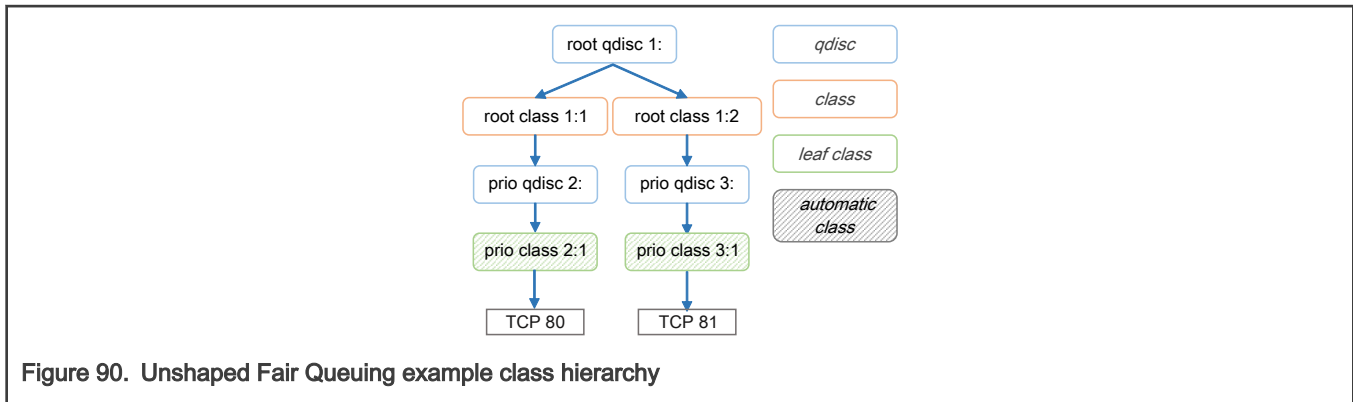 root qdisc 1:
qdisc
root class 1:1
root class 1:2
class
leaf class
prio qdisc 2:
prio qdisc 3:
automatic
class
prio class 2:1
prio class 3:1
TCP 80
TCP 81
Figure 90. Unshaped Fair Queuing example class hierarchy